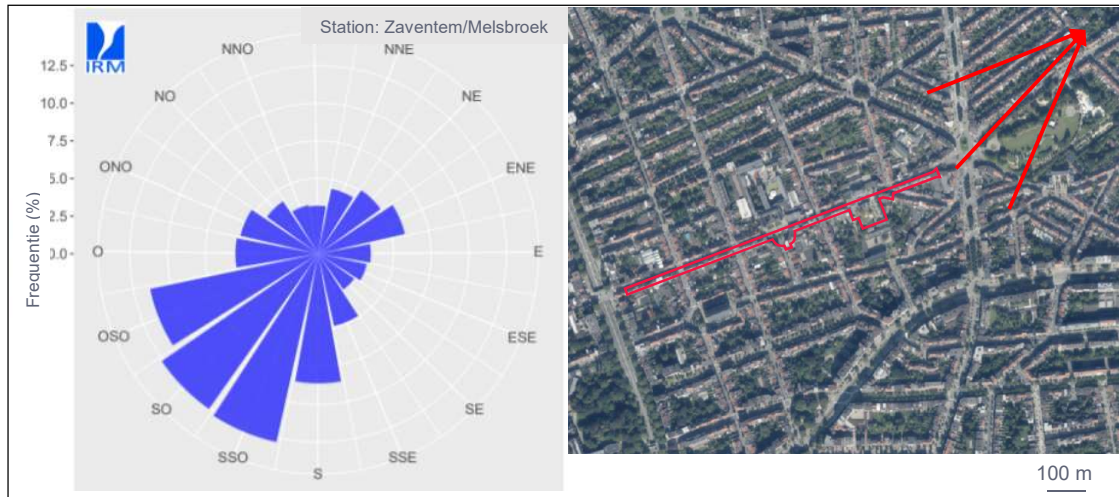 Station: Zaventem/Melsbroek
IRM
Frequentie (%)
12.5
10.0
7.5
5.0
2.5
0.0
NNO
NNE
NO
NE
ONO
ENE
O
E
OSO
ESE
SO
SE
SSO
SSE
S
100 m